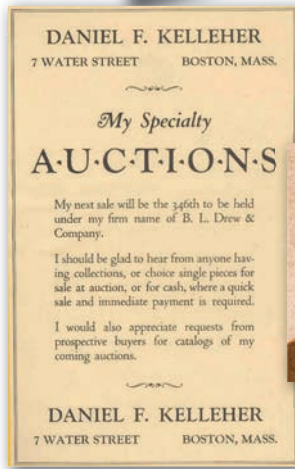 DANIEL F. KELLEHER
7 WATER STREET BOSTON, MASS.
My Specialty
A·U·C·T·I·O·N·S
My next sale will be the 346th to be held
under my firm name of B. L. Drew &
Company.
I should be glad to hear from anyone hav-
ing collections, or choice single pieces for
sale at auction, or for cash, where a quick
sale and immediate payment is required.
I would also appreciate requests from
prospective buyers for catalogs of my
coming auctions.
DANIEL F. KELLEHER
7 WATER STREET BOSTON, MASS.